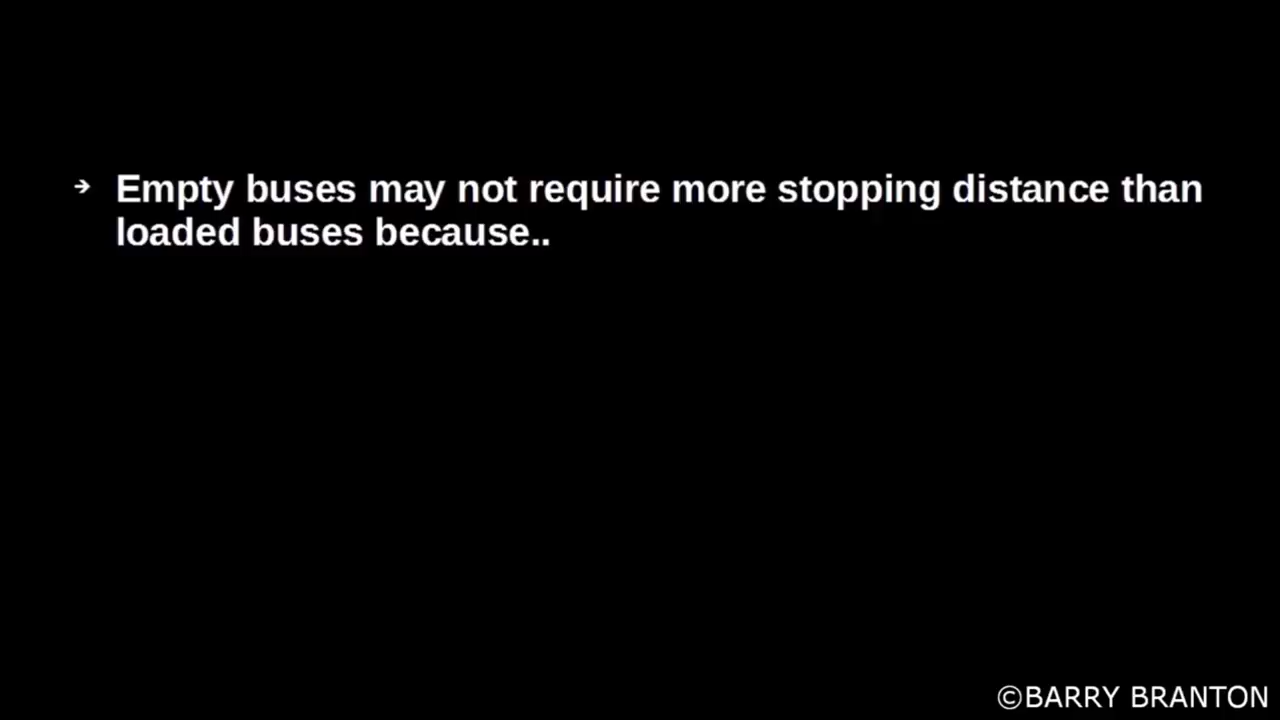 ➔ Empty buses may not require more stopping distance than
loaded buses because..
©BARRY BRANTON